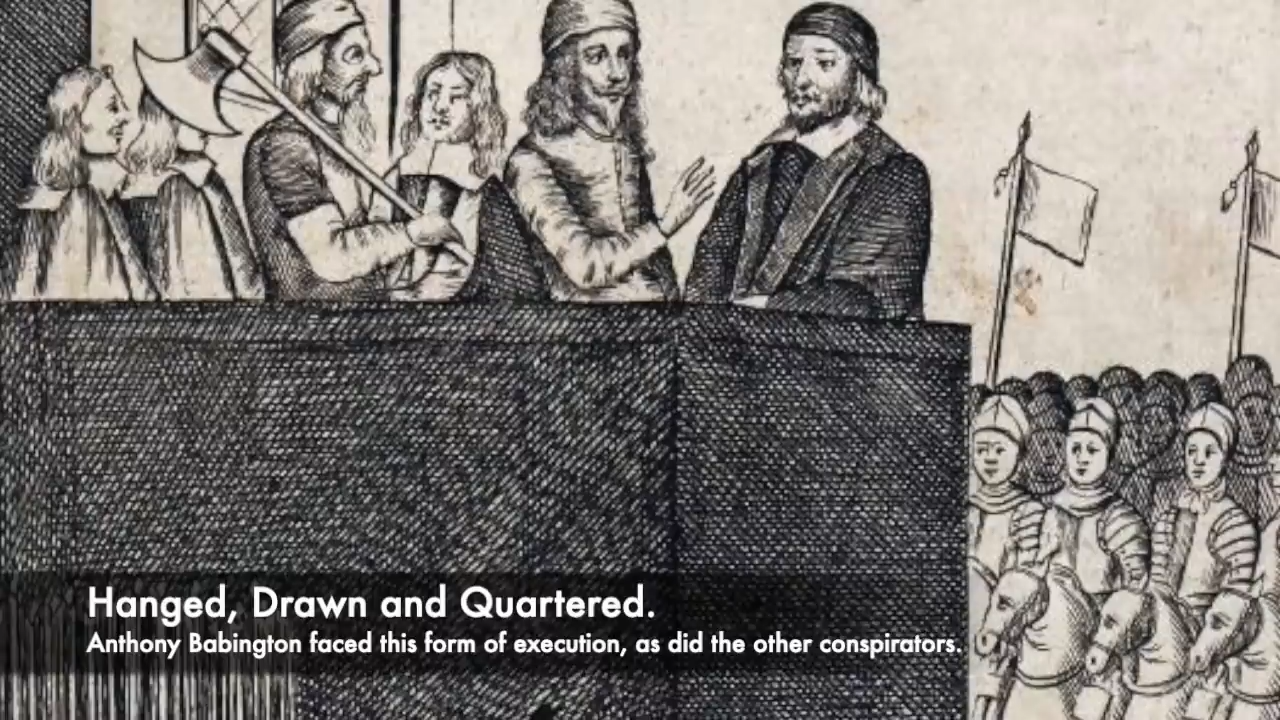 Hanged, Drawn and Quartered.
Anthony Babington faced this form of execution, as did the other conspirators.